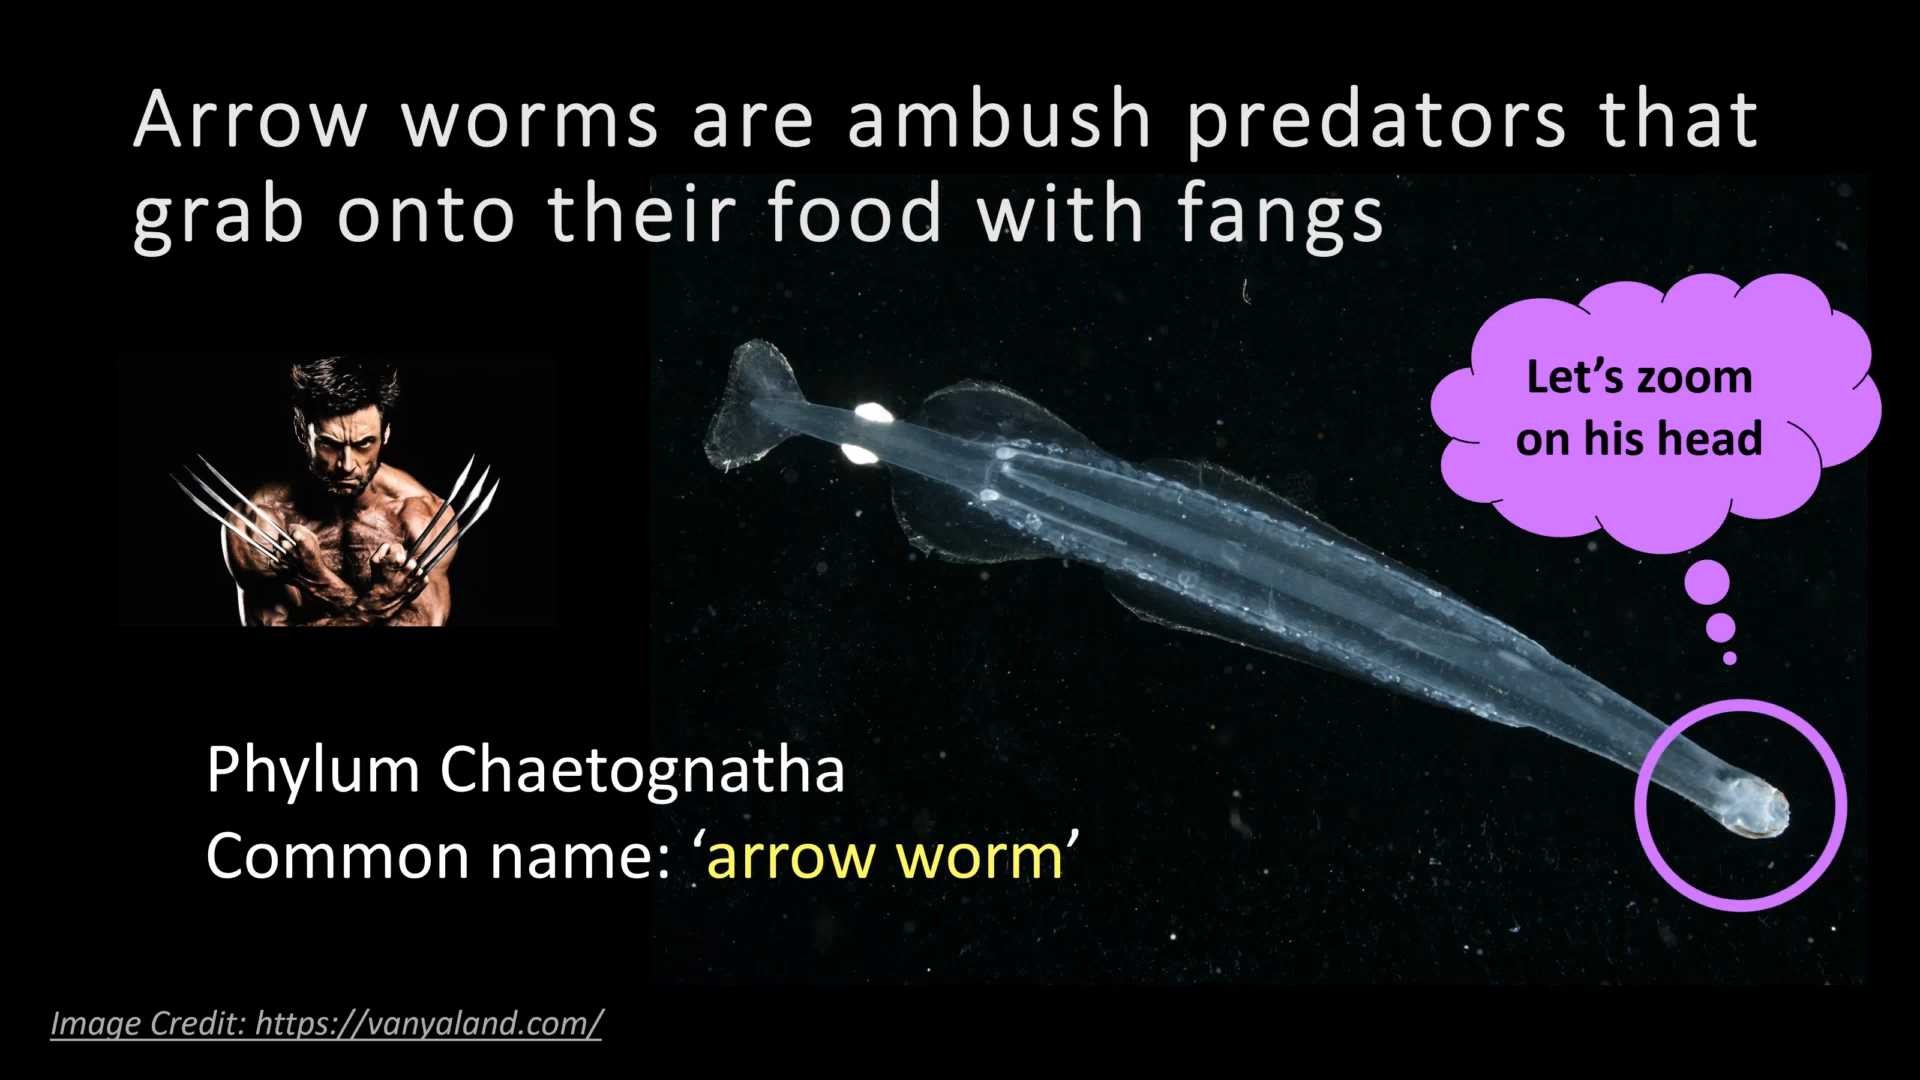 Arrow worms are ambush predators that
grab onto their food with fangs
Let’s zoom
on his head
Phylum Chaetognatha
Common name: ‘arrow worm’
Image Credit: https://vanyaland.com/